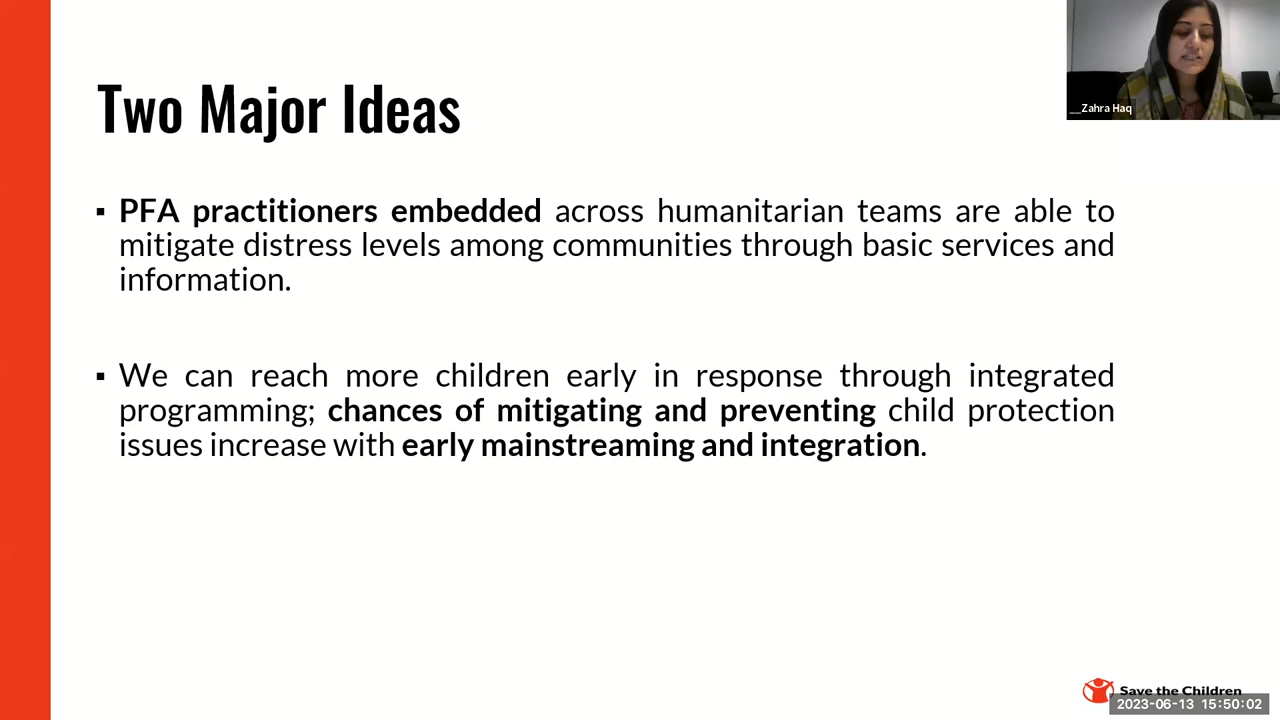 Two Major Ideas
▪ PFA practitioners embedded across humanitarian teams are able to
mitigate distress levels among communities through basic services and
information.
▪ We can reach more children early in response through integrated
programming; chances of mitigating and preventing child protection
issues increase with early mainstreaming and integration.
__Zahra Haq
Save the Children
2023-06-13 15:50:02